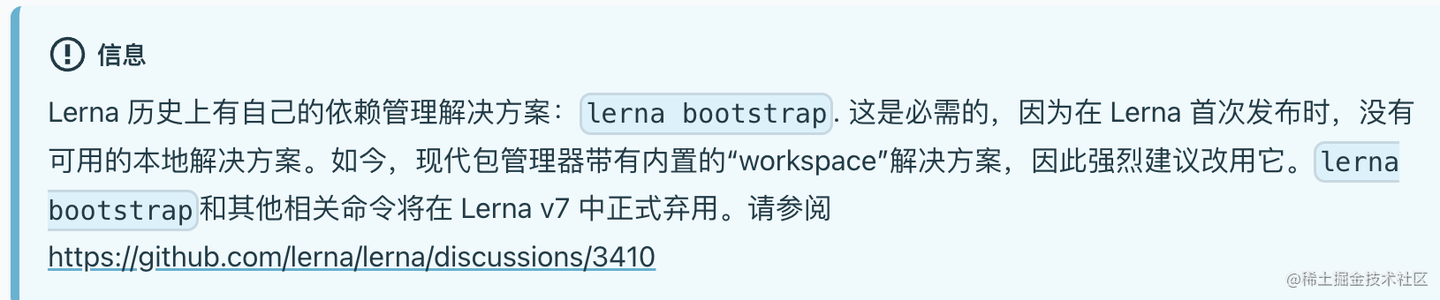 信息
Lerna 历史上有自己的依赖管理解决方案：lerna bootstrap. 这是必需的，因为在 Lerna 首次发布时，没有
可用的本地解决方案。如今，现代包管理器带有内置的“workspace”解决方案，因此强烈建议改用它。lerna
bootstrap和其他相关命令将在 Lerna v7 中正式弃用。请参阅
https://github.com/lerna/lerna/discussions/3410
@稀土掘金技术社区